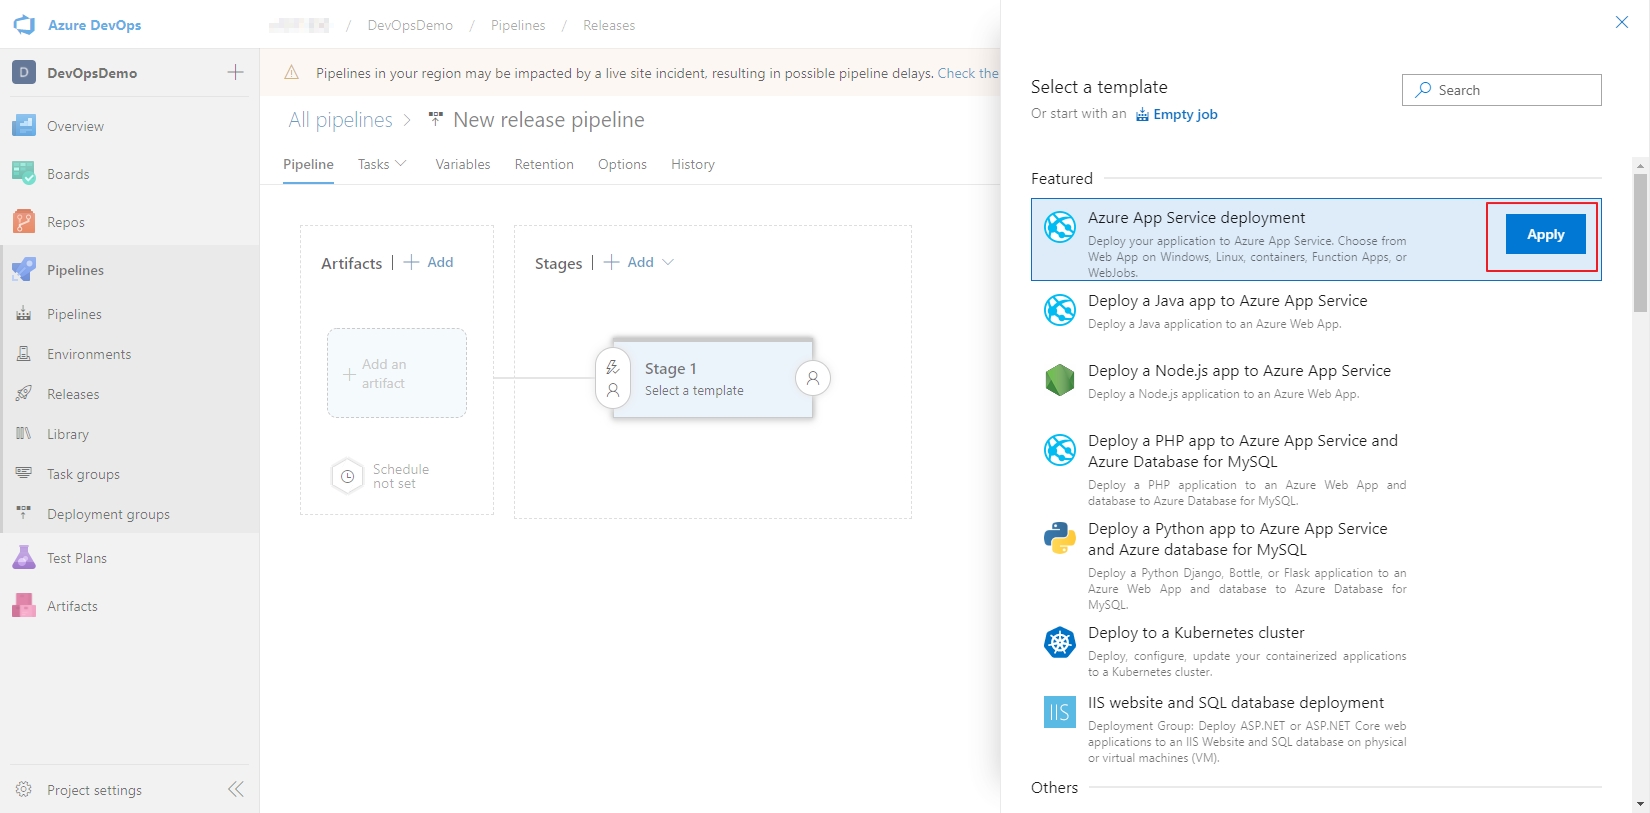 Azure DevOps
/ DevOpsDemo / Pipelines / Releases
D DevOpsDemo
Overview
Boards
Repos
Pipelines
Pipelines
Environments
Releases
Library
Task groups
Deployment groups
Test Plans
Artifacts
Project settings
Pipelines in your region may be impacted by a live site incident, resulting in possible pipeline delays. Check the
All pipelines > New release pipeline
Pipeline Tasks Variables Retention Options History
Artifacts | + Add
Add an
artifact
Schedule
not set
Stages | + Add
Stage 1
Select a template
Select a template
Search
Or start with an Empty job
Featured
Azure App Service deployment
Deploy your application to Azure App Service. Choose from
Web App on Windows, Linux, containers, Function Apps, or
WebJobs.
Apply
Deploy a Java app to Azure App Service
Deploy a Java application to an Azure Web App.
Deploy a Node.js app to Azure App Service
Deploy a Node.js application to an Azure Web App.
Deploy a PHP app to Azure App Service and
Azure Database for MySQL
Deploy a PHP application to an Azure Web App and
database to Azure Database for MySQL.
Deploy a Python app to Azure App Service
and Azure database for MySQL
Deploy a Python Django, Bottle, or Flask application to an
Azure Web App and database to Azure Database for
MySQL.
Deploy to a Kubernetes cluster
Deploy, configure, update your containerized applications
to a Kubernetes cluster.
IIS
IIS website and SQL database deployment
Deployment Group: Deploy ASP.NET or ASP.NET Core web
applications to an IIS Website and SQL database on physical
or virtual machines (VM).
Others